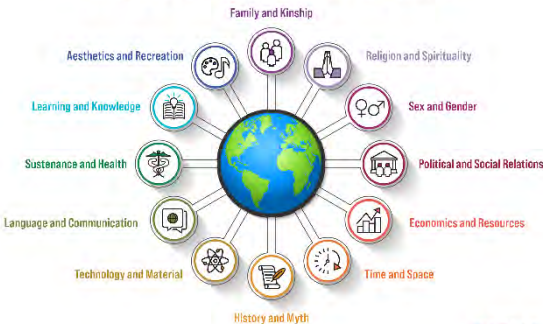 Family and Kinship
Aesthetics and Recreation
Religion and Spirituality
Learning and Knowledge
Sex and Gender
Sustenance and Health
Political and Social Relations
Language and Communication
Economics and Resources
Technology and Material
Time and Space
History and Myth